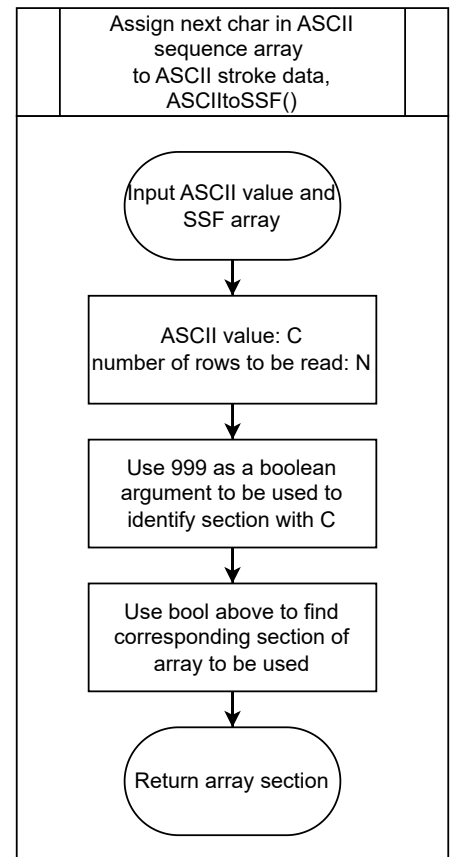 Assign next char in ASCII
sequence array
to ASCII stroke data,
ASCIItoSSF()
Input ASCII value and
SSF array
ASCII value: C
number of rows to be read: N
Use 999 as a boolean
argument to be used to
identify section with C
Use bool above to find
corresponding section of
array to be used
Return array section